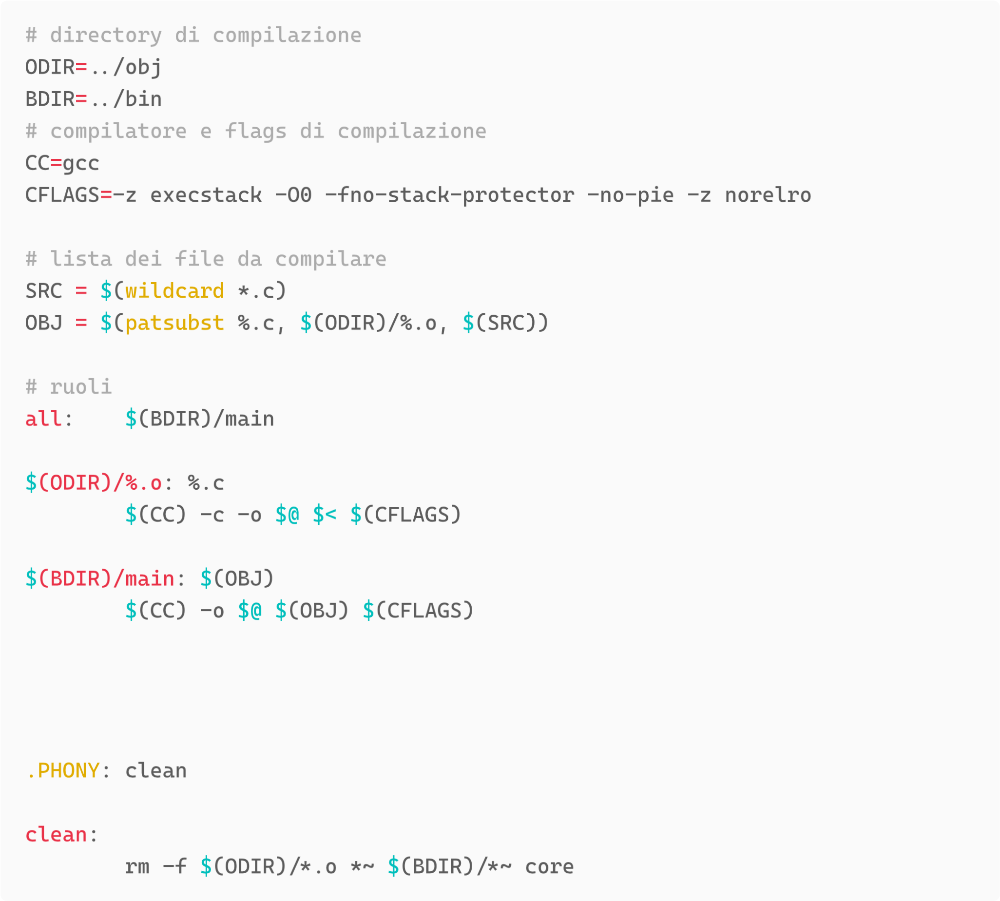 # directory di compilazione
ODIR=../obj
BDIR=../bin
# compilatore e flags di compilazione
CC=gcc
CFLAGS=-z execstack -O0 -fno-stack-protector -no-pie -z norelro
# lista dei file da compilare
SRC = $(wildcard *.c)
OBJ = $(patsubst %.c, $(ODIR)/%.o, $(SRC))
# ruoli
all:    $(BDIR)/main
$(ODIR)/%.o: %.c
        $(CC) -c -o $@ $< $(CFLAGS)
$(BDIR)/main: $(OBJ)
        $(CC) -o $@ $(OBJ) $(CFLAGS)
.PHONY: clean
clean:
        rm -f $(ODIR)/*.o *~ $(BDIR)/*~ core